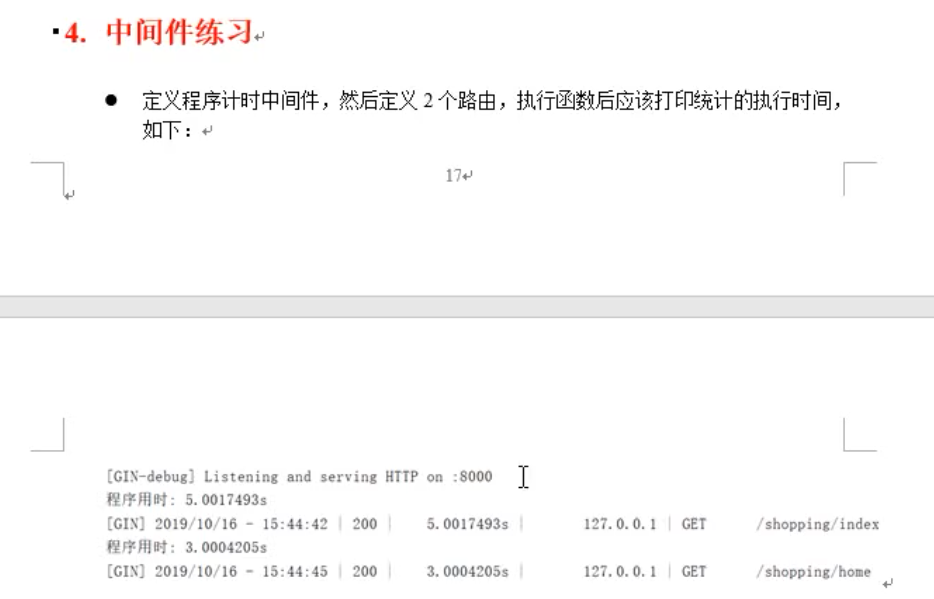 4. 中间件练习
● 定义程序计时中间件，然后定义 2 个路由，执行函数后应该打印统计的执行时间，
如下：
17
[GIN-debug] Listening and serving HTTP on :8000
程序用时: 5.0017493s
[GIN] 2019/10/16 - 15:44:42 | 200 | 5.0017493s | 127.0.0.1 | GET /shopping/index
程序用时: 3.0004205s
[GIN] 2019/10/16 - 15:44:45 | 200 | 3.0004205s | 127.0.0.1 | GET /shopping/home